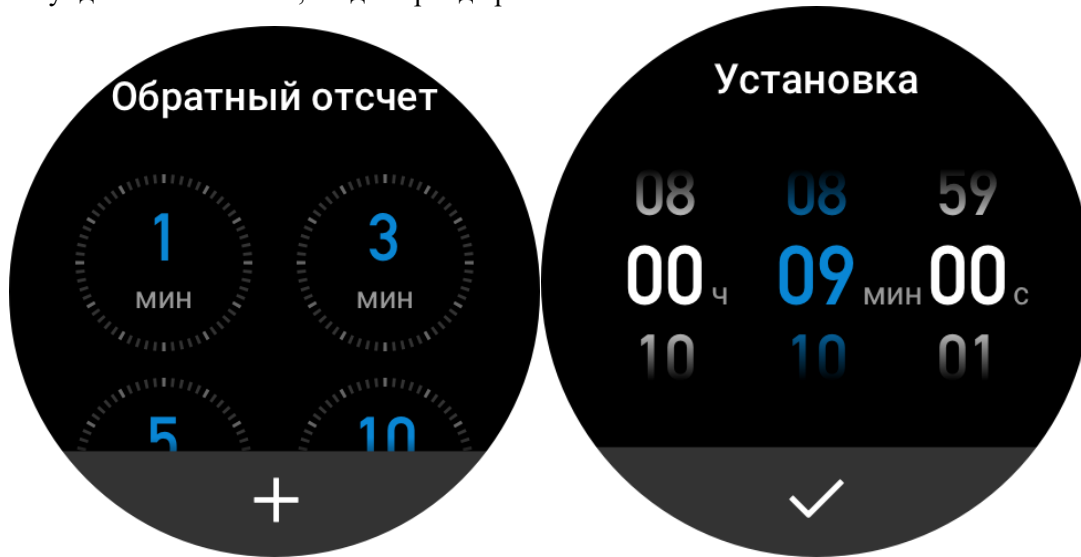 Обратный отсчет
1 3
мин мин
5 10
Установка
08 08 59
00 ч 09 мин 00 с
10 10 01